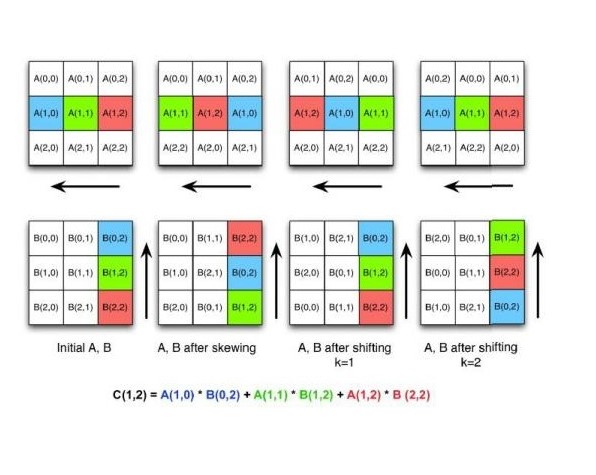 A(0,0) A(0,1) A(0,2) A(0,0) A(0,1) A(0,2) A(0,1) A(0,2) A(0,0) A(0,2) A(0,0) A(0,1)
A(1,0) A(1,1) A(1,2) A(1,1) A(1,2) A(1,0) A(1,2) A(1,0) A(1,1) A(1,0) A(1,1) A(1,2)
A(2,0) A(2,1) A(2,2) A(2,2) A(2,0) A(2,1) A(2,0) A(2,1) A(2,2) A(2,1) A(2,2) A(2,0)
B(0,0) B(0,1) B(0,2) B(0,0) B(1,1) B(2,2) B(1,0) B(2,1) B(0,2) B(2,0) B(0,1) B(1,2)
B(1,0) B(1,1) B(1,2) B(1,0) B(2,1) B(0,2) B(2,0) B(0,1) B(1,2) B(0,0) B(1,1) B(2,2)
B(2,0) B(2,1) B(2,2) B(2,0) B(0,1) B(1,2) B(0,0) B(1,1) B(2,2) B(1,0) B(2,1) B(0,2)
Initial A, B
A, B after skewing
A, B after shifting
k=1
A, B after shifting
k=2
C(1,2) = A(1,0) * B(0,2) + A(1,1) * B(1,2) + A(1,2) * B (2,2)